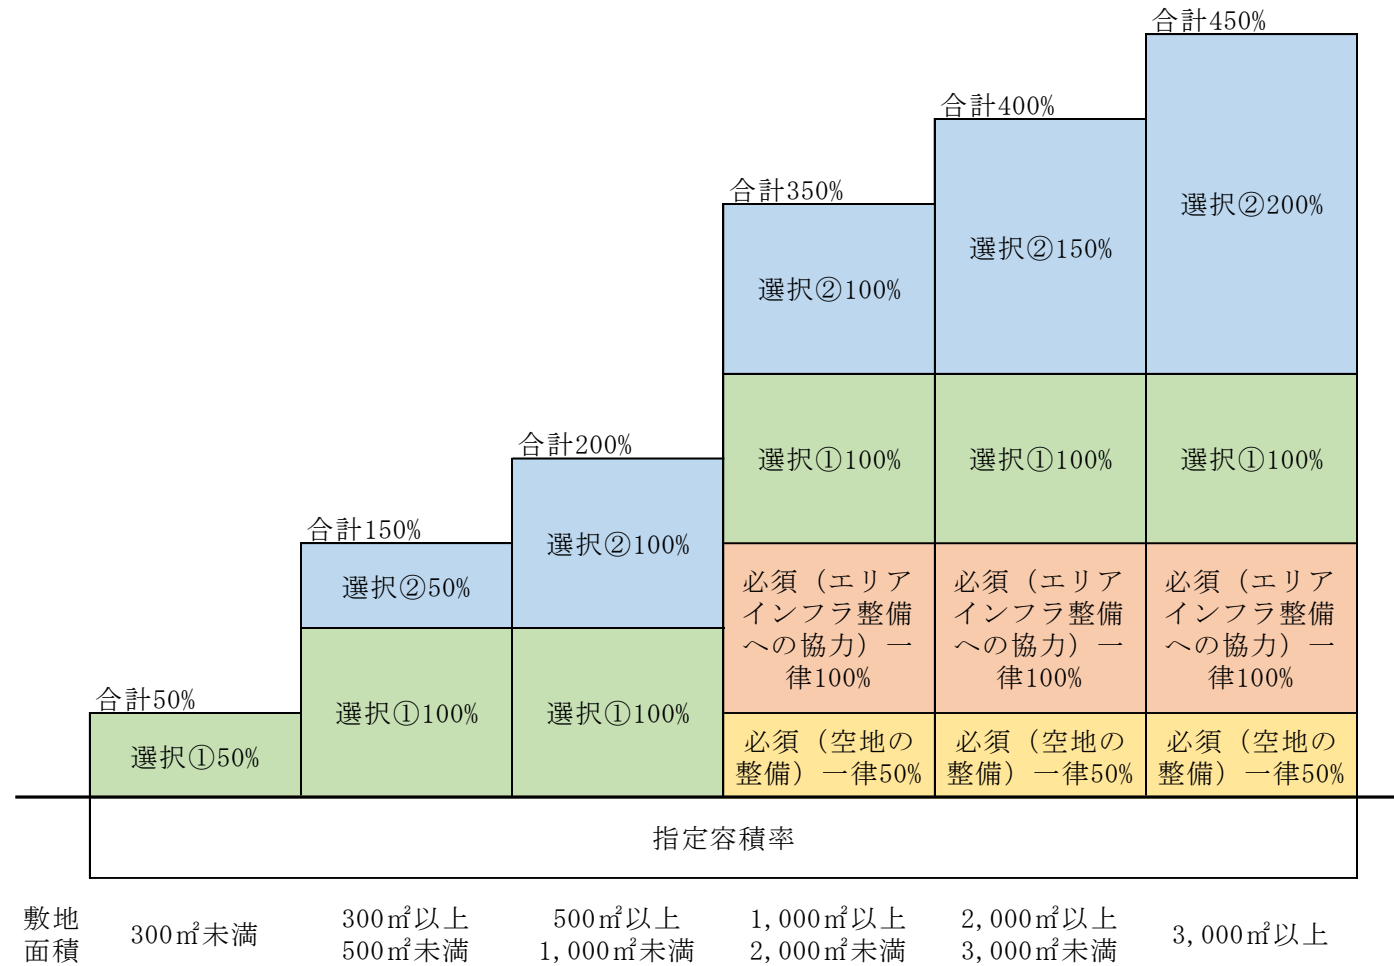 合計450%
選択②200%
合計400%
選択②150%
合計350%
選択②100%
選択①100%
選択①100%
選択①100%
合計200%
選択②100%
合計150%
選択②50%
必須（エリア
インフラ整備
への協力）一
律100%
必須（エリア
インフラ整備
への協力）一
律100%
必須（エリア
インフラ整備
への協力）一
律100%
合計50%
選択①50%
選択①100%
選択①100%
必須（空地の
整備）一律50%
必須（空地の
整備）一律50%
必須（空地の
整備）一律50%
指定容積率
敷地
面積
300㎡未満
300㎡以上
500㎡未満
500㎡以上
1,000㎡未満
1,000㎡以上
2,000㎡未満
2,000㎡以上
3,000㎡未満
3,000㎡以上